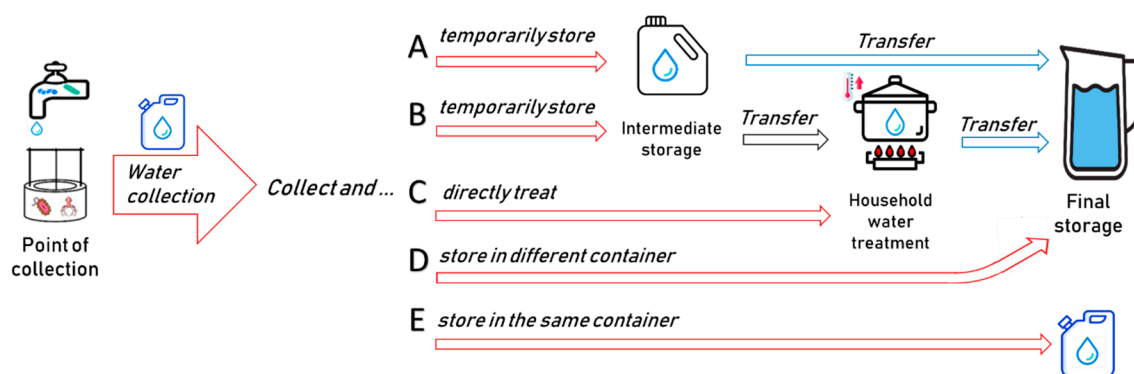 A temporarily store
Transfer
B temporarily store
Intermediate
storage
Transfer
Transfer
Water
collection
Collect and ...
C directly treat
Household
water
treatment
Final
storage
Point of
collection
D store in different container
E store in the same container